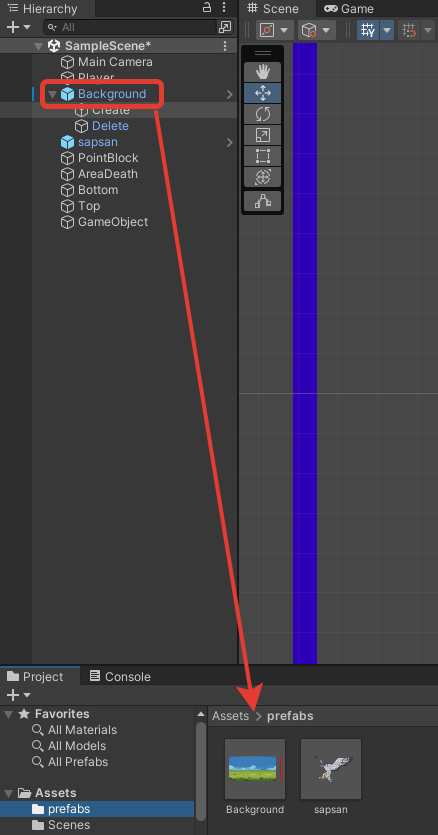 Hierarchy
All
SampleScene*
Main Camera
Player
Background
Create
Delete
sapsan
PointBlock
AreaDeath
Bottom
Top
GameObject
Scene
Game
Y
Project
Console
Favorites
All Materials
All Models
All Prefabs
Assets
prefabs
Scenes
Assets > prefabs
Background
sapsan